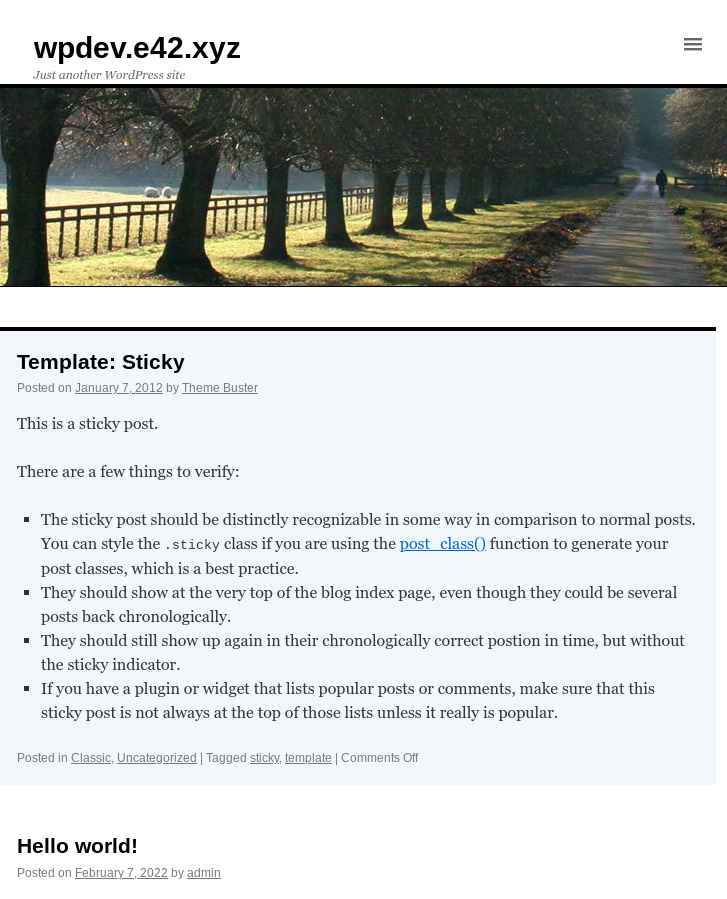 wpdev.e42.xyz
Just another WordPress site
Template: Sticky
Posted on January 7, 2012 by Theme Buster
This is a sticky post.
There are a few things to verify:
The sticky post should be distinctly recognizable in some way in comparison to normal posts.
You can style the .sticky class if you are using the post_class() function to generate your
post classes, which is a best practice.
They should show at the very top of the blog index page, even though they could be several
posts back chronologically.
They should still show up again in their chronologically correct postion in time, but without
the sticky indicator.
If you have a plugin or widget that lists popular posts or comments, make sure that this
sticky post is not always at the top of those lists unless it really is popular.
Posted in Classic, Uncategorized | Tagged sticky, template | Comments Off
Hello world!
Posted on February 7, 2022 by admin